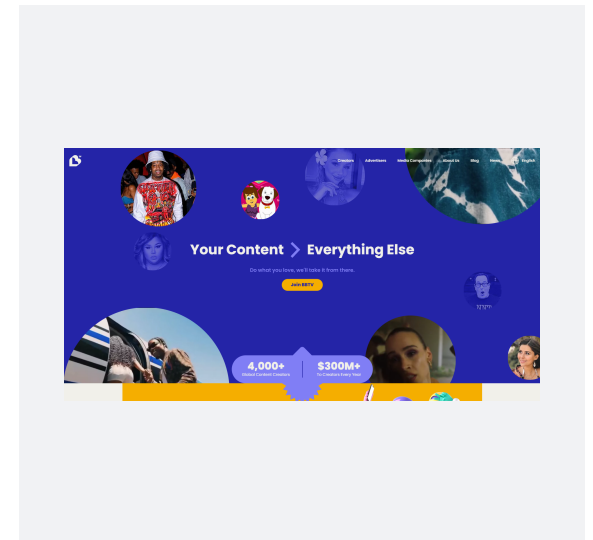 Creators Advertisers Media Companies About Us Blog News English
Your Content > Everything Else
Do what you love, we'll take it from there.
Join BBTV
4,000+ $300M+
Global Content Creators To Creators Every Year